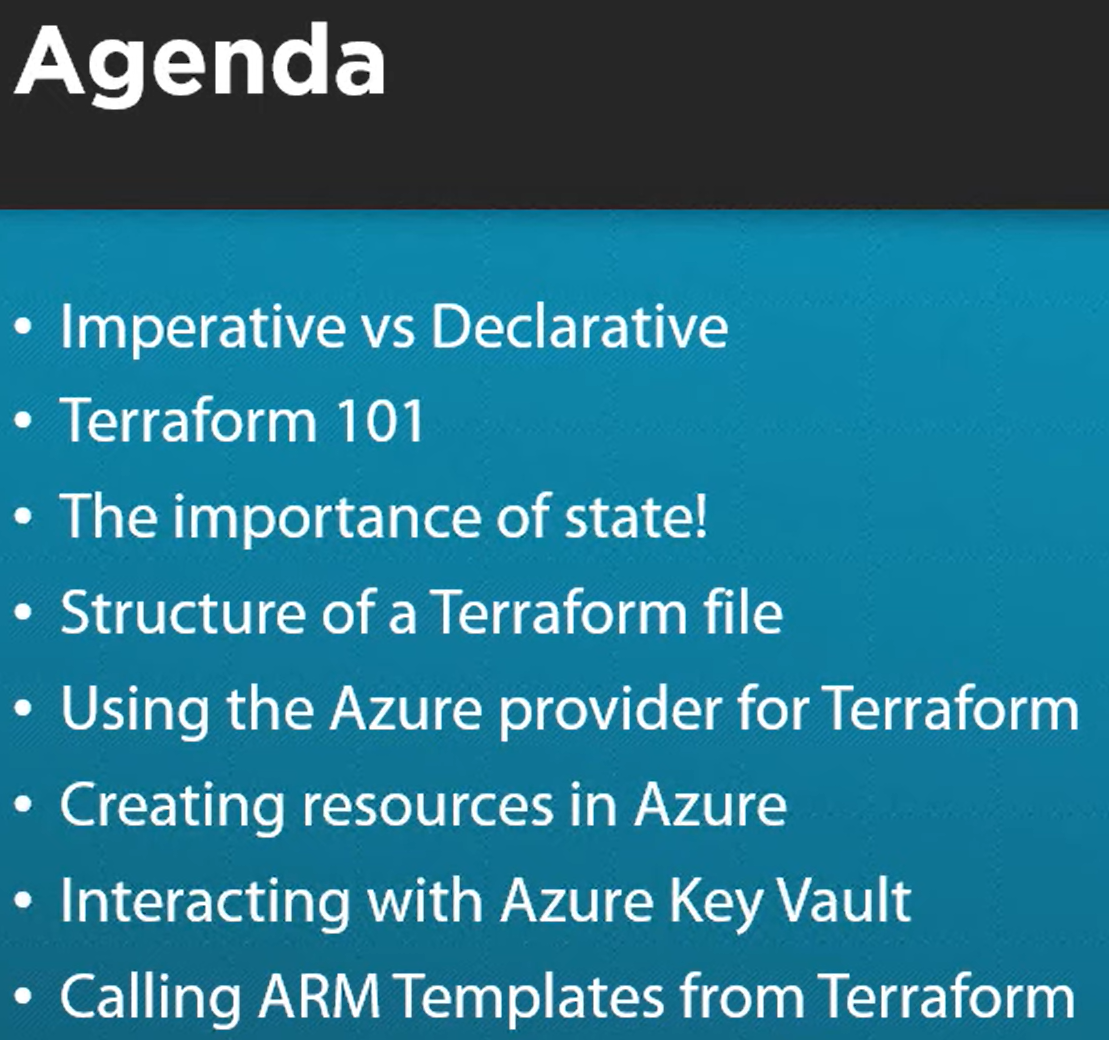 Agenda
• Imperative vs Declarative
• Terraform 101
• The importance of state!
• Structure of a Terraform file
• Using the Azure provider for Terraform
• Creating resources in Azure
• Interacting with Azure Key Vault
• Calling ARM Templates from Terraform